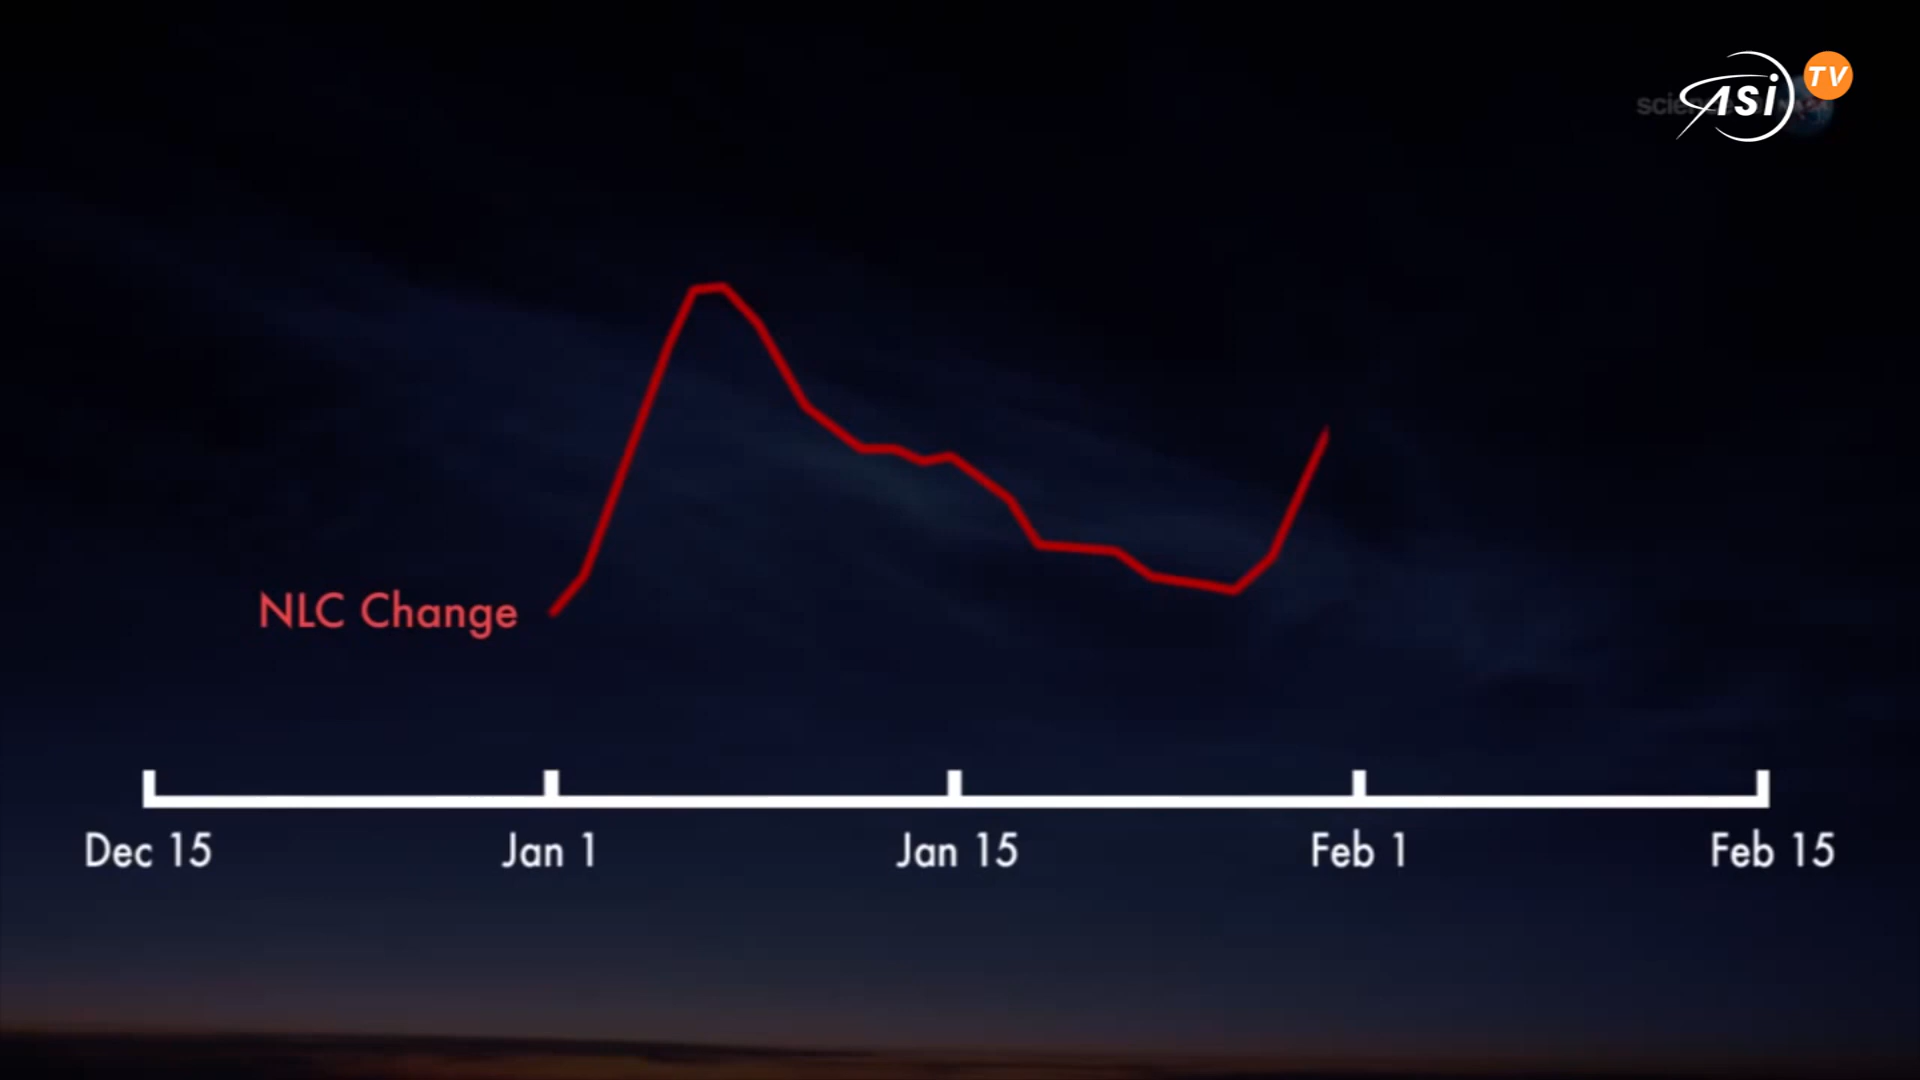 ASI TV
NLC Change
Dec 15
Jan 1
Jan 15
Feb 1
Feb 15